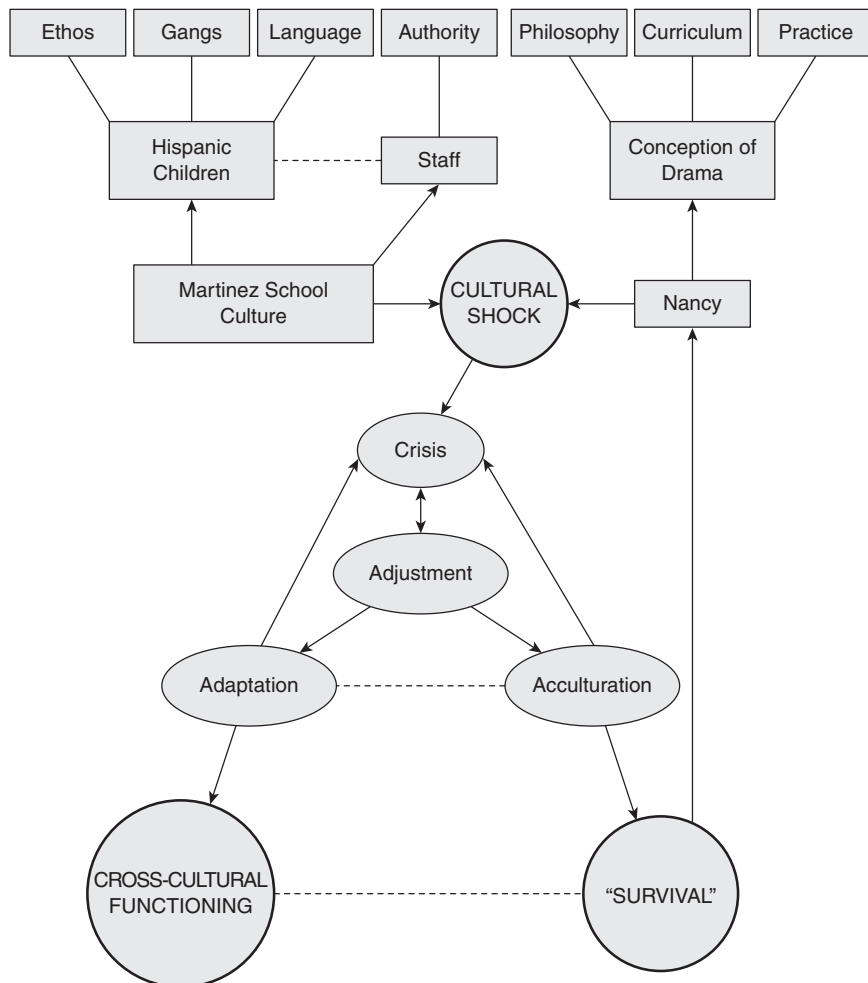 Ethos
Gangs
Language
Authority
Philosophy
Curriculum
Practice
Hispanic
Children
Staff
Conception of
Drama
Martinez School
Culture
CULTURAL
SHOCK
Nancy
Crisis
Adjustment
Adaptation
Acculturation
CROSS-CULTURAL
FUNCTIONING
“SURVIVAL”